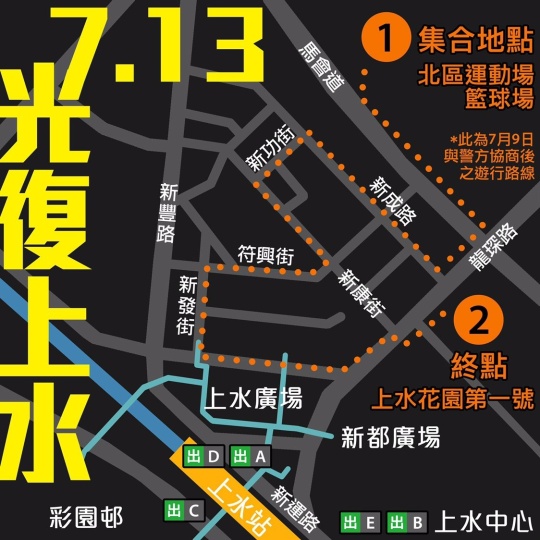 7.13
光復上水
1 集合地點
北區運動場
籃球場
*此為7月9日
與警方協商後
之遊行路線
馬會道
新功街
新成路
新豐路
龍琛路
符興街
新康街
新發街
2
終點
上水花園第一號
上水廣場
新都廣場
出 D 出 A
上水站
新運路
出 C
彩園邨
出 E 出 B 上水中心